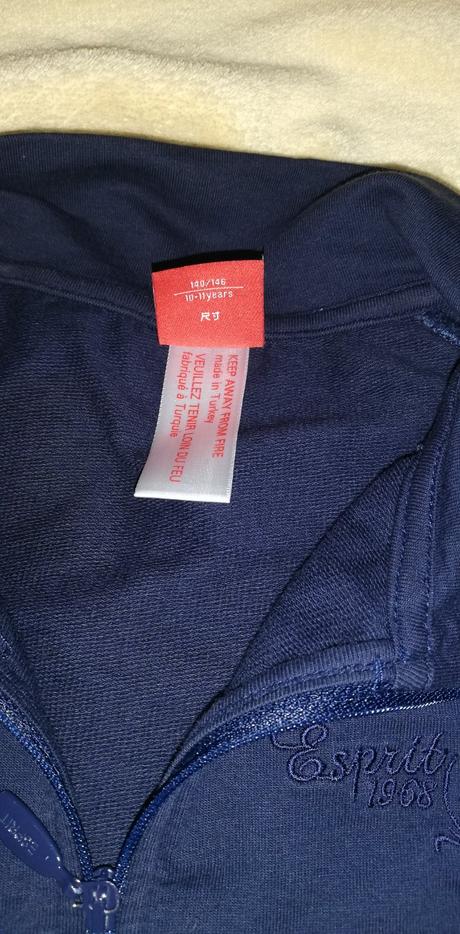 140/146
10-11years
尺寸
KEEP AWAY FROM FIRE
made in Turkey
VEUILLEZ TENIR LOIN DU FEU
fabriqué à Turquie
Esprit
1968
ESPRIT